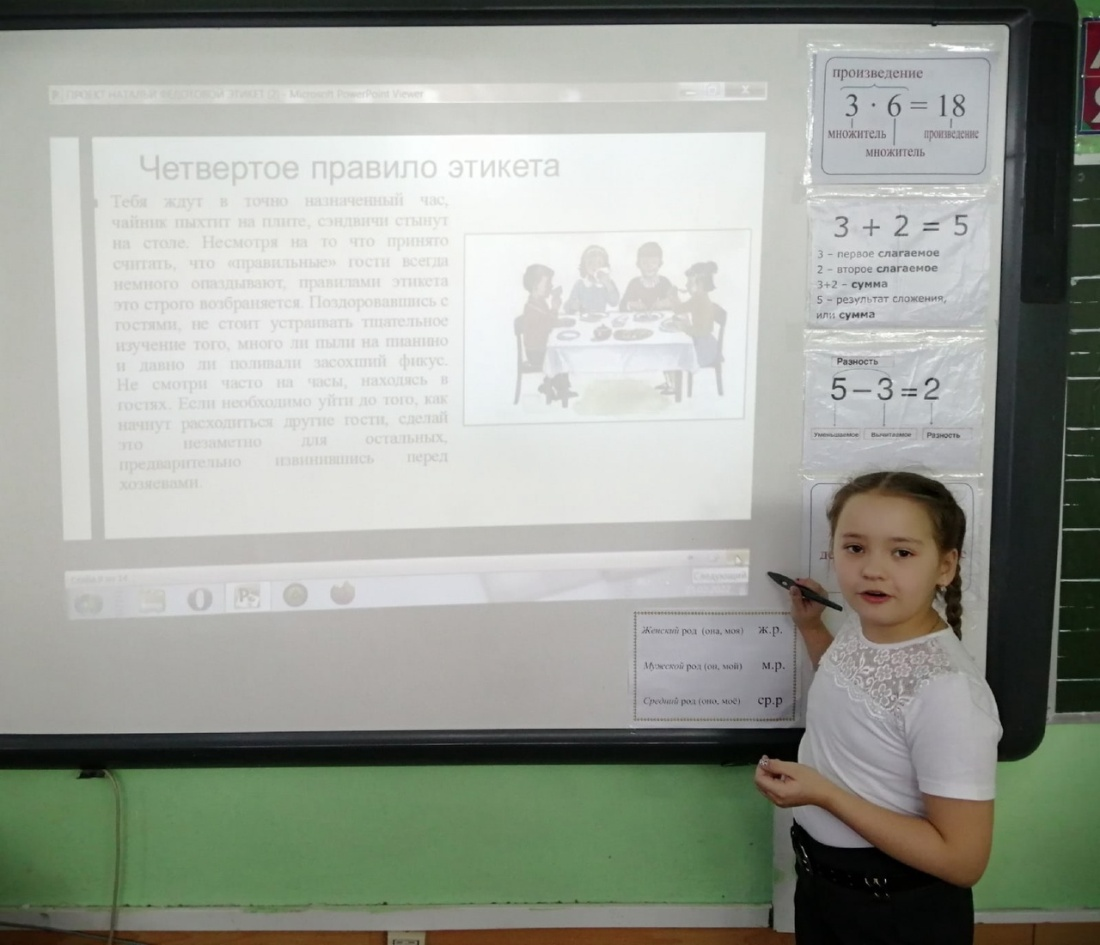 ПРОЕКТ НАТАЛЬИ ФЕДОТОВОЙ ЭТИКЕТ (2) - Microsoft PowerPoint Viewer
Четвертое правило этикета
Тебя ждут в точно назначенный час,
чайник пыхтит на плите, сэндвичи стынут
на столе. Несмотря на то что принято
считать, что «правильные» гости всегда
немного опаздывают, правилами этикета
это строго возбраняется. Поздоровавшись с
гостями, не стоит устраивать тщательное
изучение того, много ли пыли на пианино
и давно ли поливали засохший фикус.
Не смотри часто на часы, находясь в
гостях. Если необходимо уйти до того, как
начнут расходиться другие гости, сделай
это незаметно для остальных,
предварительно извинившись перед
хозяевами.
произведение
3 · 6 = 18
множитель произведение
множитель
3 + 2 = 5
3 – первое слагаемое
2 – второе слагаемое
3+2 – сумма
5 – результат сложения,
или сумма
Разность
5 – 3 = 2
Уменьшаемое Вычитаемое Разность
Женский род (она, моя) ж.р.
Мужской род (он, мой) м.р.
Средний род (оно, моё) ср.р